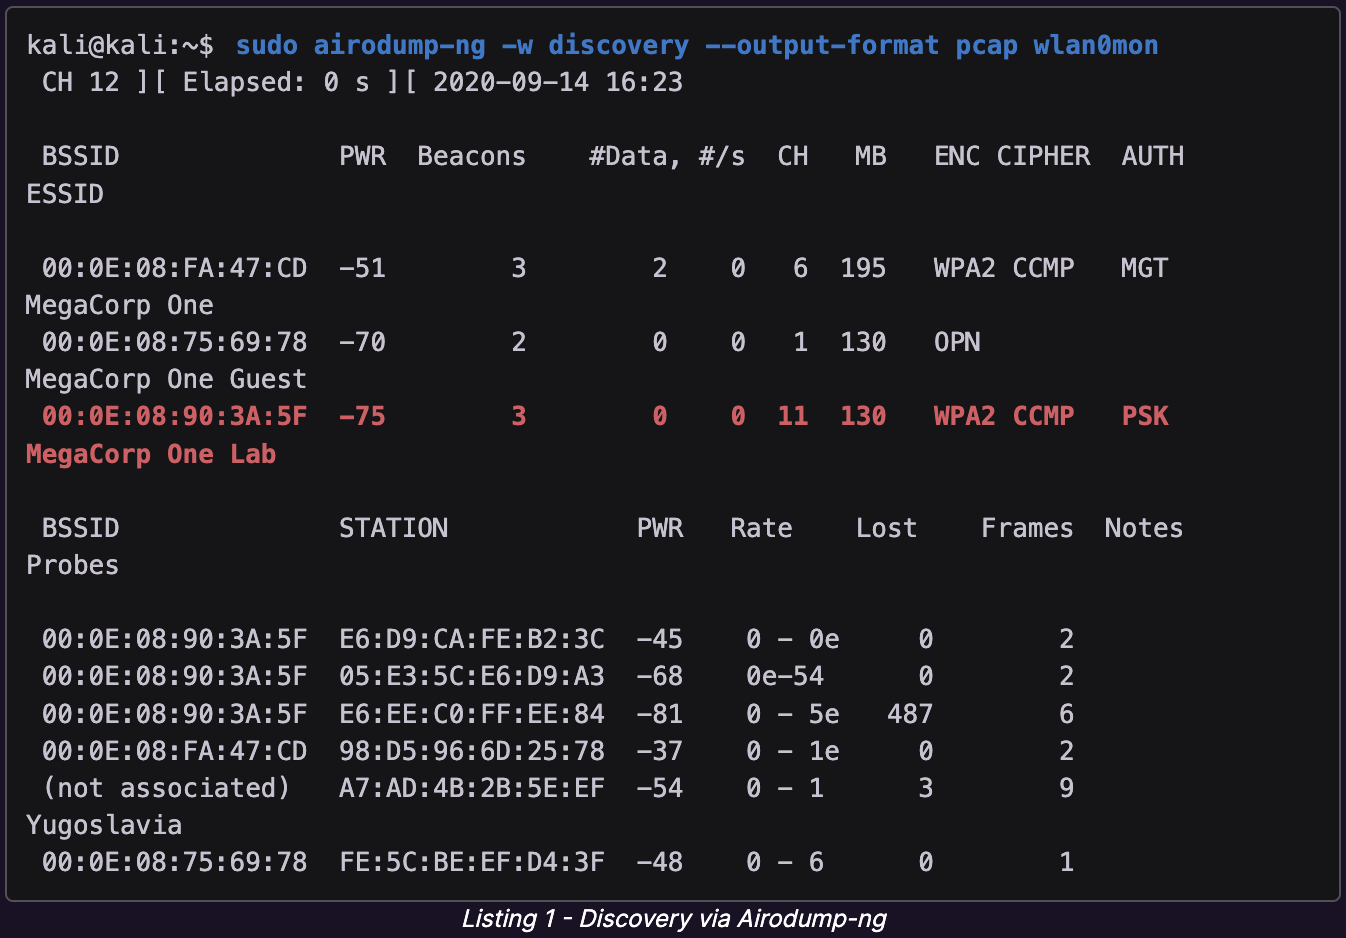 kali@kali:~$ sudo airodump-ng -w discovery --output-format pcap wlan0mon
CH 12 ][ Elapsed: 0 s ][ 2020-09-14 16:23
BSSID PWR Beacons #Data, #/s CH MB ENC CIPHER AUTH
ESSID
00:0E:08:FA:47:CD -51 3 2 0 6 195 WPA2 CCMP MGT
MegaCorp One
00:0E:08:75:69:78 -70 2 0 0 1 130 OPN
MegaCorp One Guest
00:0E:08:90:3A:5F -75 3 0 0 11 130 WPA2 CCMP PSK
MegaCorp One Lab
BSSID STATION PWR Rate Lost Frames Notes
Probes
00:0E:08:90:3A:5F E6:D9:CA:FE:B2:3C -45 0 - 0e 0 2
00:0E:08:90:3A:5F 05:E3:5C:E6:D9:A3 -68 0e-54 0 2
00:0E:08:90:3A:5F E6:EE:C0:FF:EE:84 -81 0 - 5e 487 6
00:0E:08:FA:47:CD 98:D5:96:6D:25:78 -37 0 - 1e 0 2
(not associated) A7:AD:4B:2B:5E:EF -54 0 - 1 3 9
Yugoslavia
00:0E:08:75:69:78 FE:5C:BE:EF:D4:3F -48 0 - 6 0 1
Listing 1 - Discovery via Airodump-ng